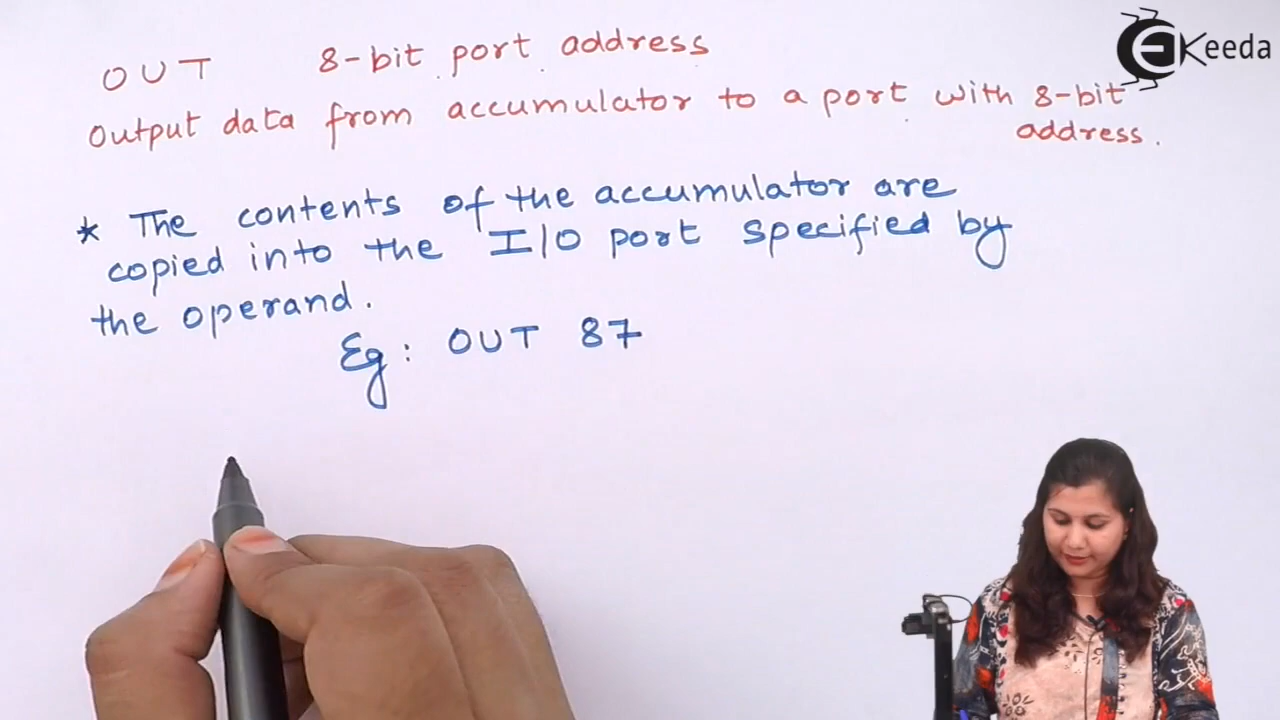 OUT 8-bit port address
Output data from accumulator to a port with 8-bit
address.
* The contents of the accumulator are
copied into the I/O port specified by
the operand.
Eg: OUT 87
EKeeda